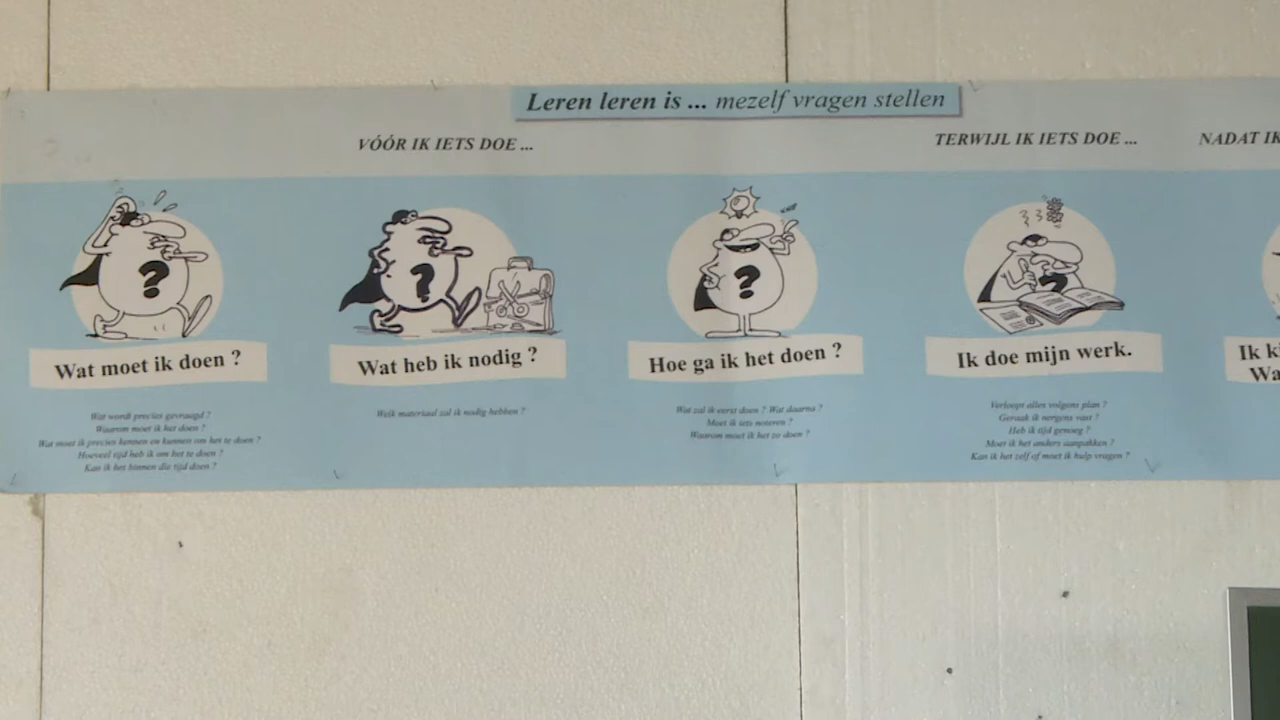 Leren leren is ... mezelf vragen stellen
VÓÓR IK IETS DOE ...
TERWIJL IK IETS DOE ...
NADAT IK
?
?
?
?
Wat moet ik doen ?
Wat wordt precies gevraagd ?
Waarom moet ik het doen ?
Wat moet ik precies kennen en kunnen om het te doen ?
Hoeveel tijd heb ik om het te doen ?
Kan ik het binnen die tijd doen ?
Wat heb ik nodig ?
Welk materiaal zal ik nodig hebben ?
Hoe ga ik het doen ?
Wat zal ik eerst doen ? Wat daarna ?
Moet ik iets noteren ?
Waarom moet ik het zo doen ?
Ik doe mijn werk.
Verloopt alles volgens plan ?
Geraak ik nergens vast ?
Heb ik tijd genoeg ?
Moet ik het anders aanpakken ?
Kan ik het zelf of moet ik hulp vragen ?
Ik
Wa